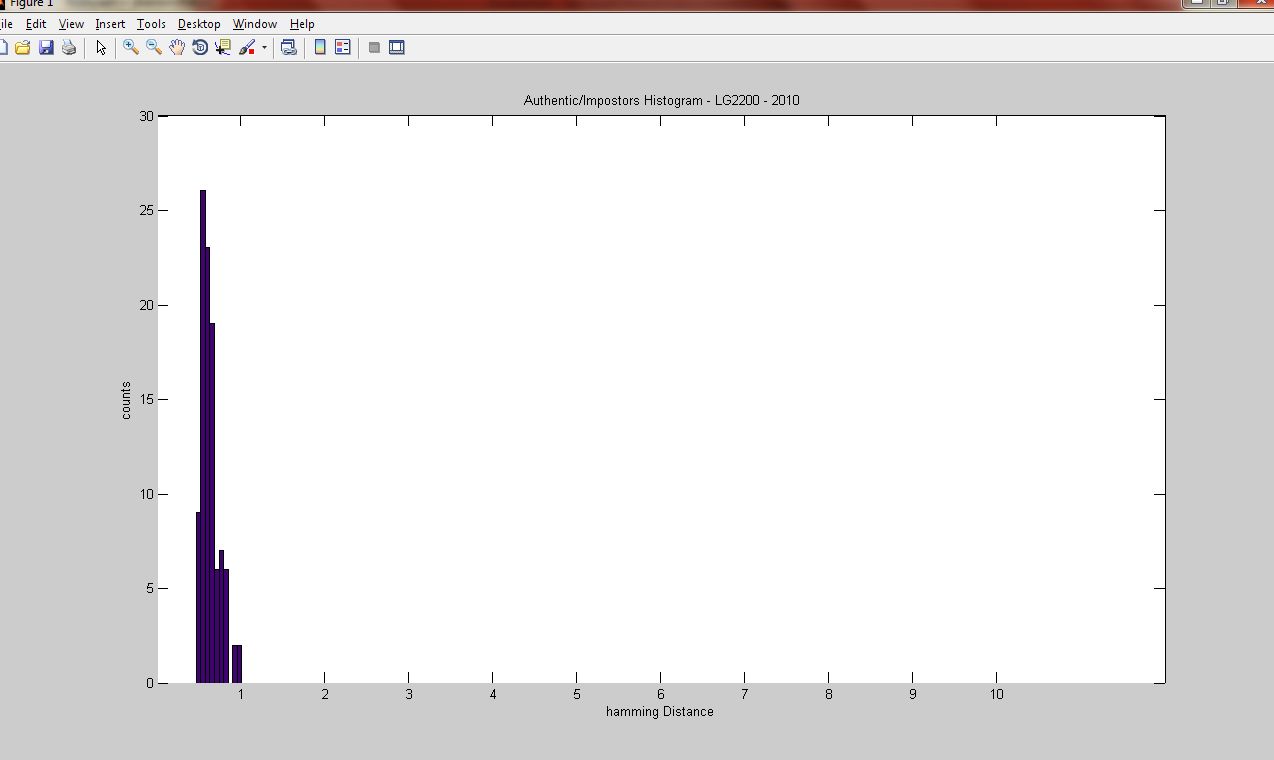 Figure 1
ile Edit View Insert Tools Desktop Window Help
Authentic/Impostors Histogram - LG2200 - 2010
30
25
20
15
10
5
0
counts
1 2 3 4 5 6 7 8 9 10
hamming Distance